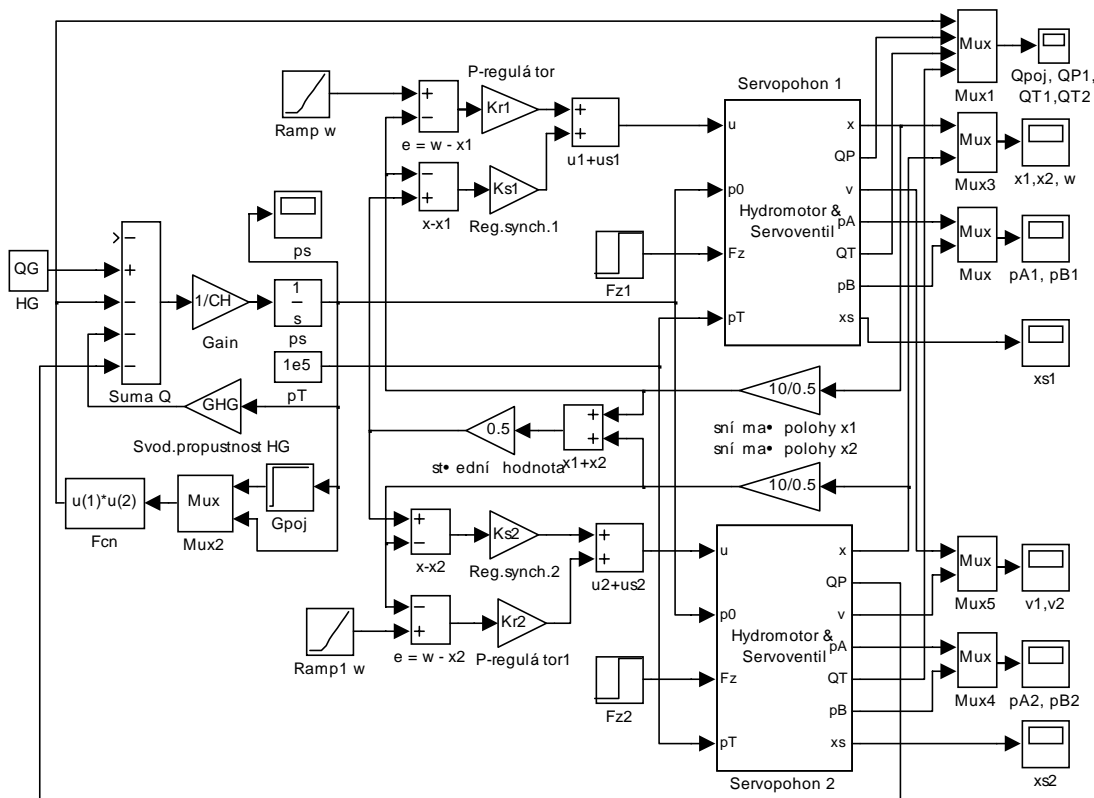 Qpoj, QP1,
QT1,QT2
Mux
Mux1
P-regulá tor
Servopohon 1
Ramp w
+
−
e = w - x1
Kr1
+
+
u1+us1
u
p0
Fz
pT
Hydromotor &
Servoventil
x
QP
v
pA
QT
pB
xs
Mux
Mux3
x1,x2, w
−
+
x-x1
Ks1
Reg.synch.1
ps
Mux
Mux
pA1, pB1
Fz1
xs1
QG
HG
−
+
−
−
−
Suma Q
1/CH
Gain
1
s
ps
1e5
pT
GHG
Svod.propustnost HG
10/0.5
sní ma• polohy x1
sní ma• polohy x2
10/0.5
0.5
st• ední hodnota
+
+
x1+x2
u(1)*u(2)
Fcn
Mux
Mux2
Gpoj
+
−
x-x2
Ks2
Reg.synch.2
+
+
u2+us2
Ramp1 w
−
+
e = w - x2
Kr2
P-regulá tor1
Fz2
u
p0
Fz
pT
Hydromotor &
Servoventil
x
QP
v
pA
QT
pB
xs
Servopohon 2
Mux
Mux5
v1,v2
Mux
Mux4
pA2, pB2
xs2